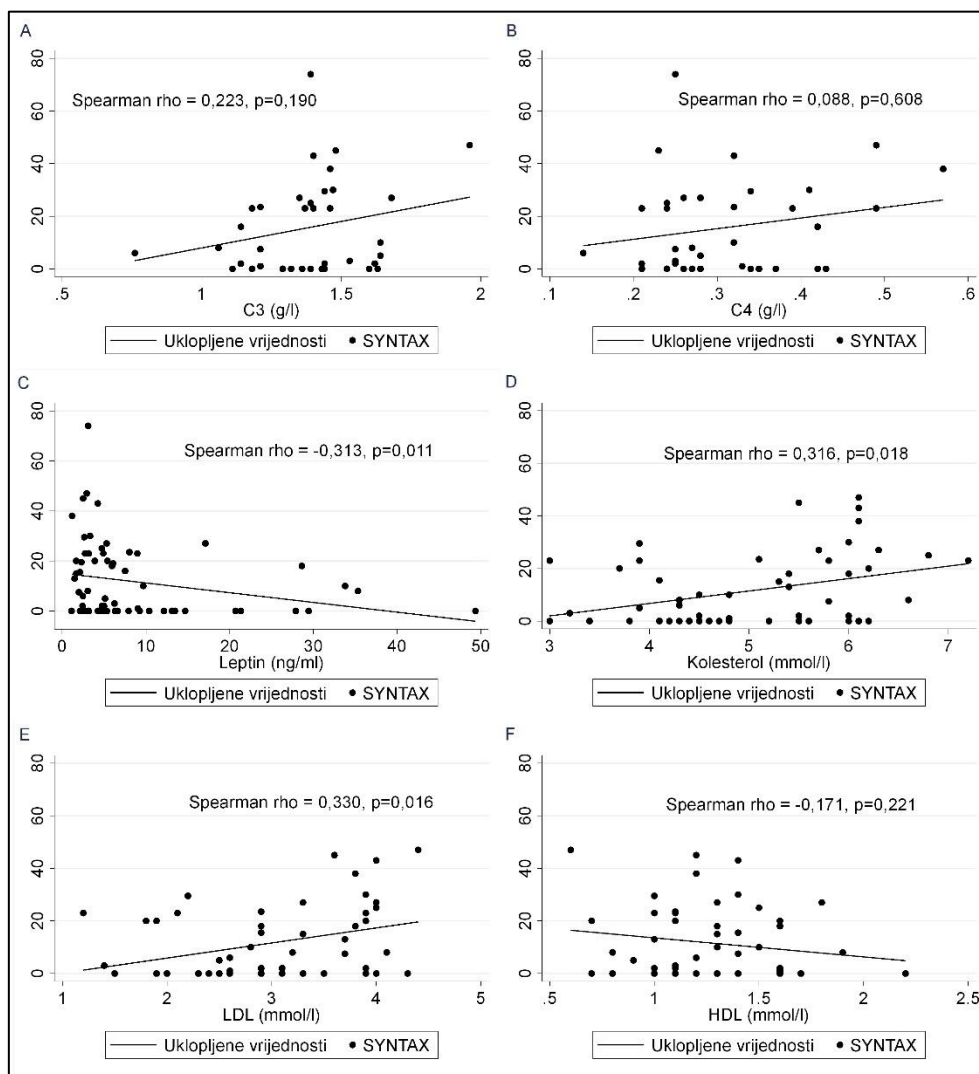 A
80
60
40
20
0
Spearman rho = 0,223, p=0,190
.5
1
1.5
2
C3 (g/l)
Uklopljene vrijednosti
SYNTAX
B
80
60
40
20
0
Spearman rho = 0,088, p=0,608
.1
.2
.3
.4
.5
.6
C4 (g/l)
Uklopljene vrijednosti
SYNTAX
C
80
60
40
20
0
Spearman rho = -0,313, p=0,011
0
10
20
30
40
50
Leptin (ng/ml)
Uklopljene vrijednosti
SYNTAX
D
80
60
40
20
0
Spearman rho = 0,316, p=0,018
3
4
5
6
7
Kolesterol (mmol/l)
Uklopljene vrijednosti
SYNTAX
E
80
60
40
20
0
Spearman rho = 0,330, p=0,016
1
2
3
4
5
LDL (mmol/l)
Uklopljene vrijednosti
SYNTAX
F
80
60
40
20
0
Spearman rho = -0,171, p=0,221
.5
1
1.5
2
2.5
HDL (mmol/l)
Uklopljene vrijednosti
SYNTAX